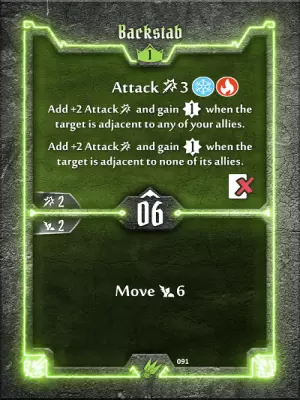 Backstab
1
Attack 3
Add +2 Attack and gain 1 when the
target is adjacent to any of your allies.
Add +2 Attack and gain 1 when the
target is adjacent to none of its allies.
2
06
2
Move 6
091